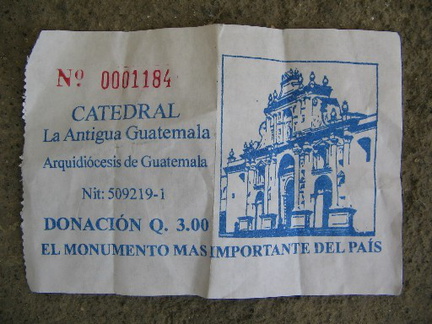 Nº 0001184
CATEDRAL
La Antigua Guatemala
Arquidiócesis de Guatemala
Nit: 509219-1
DONACIÓN Q. 3.00
EL MONUMENTO MAS IMPORTANTE DEL PAÍS